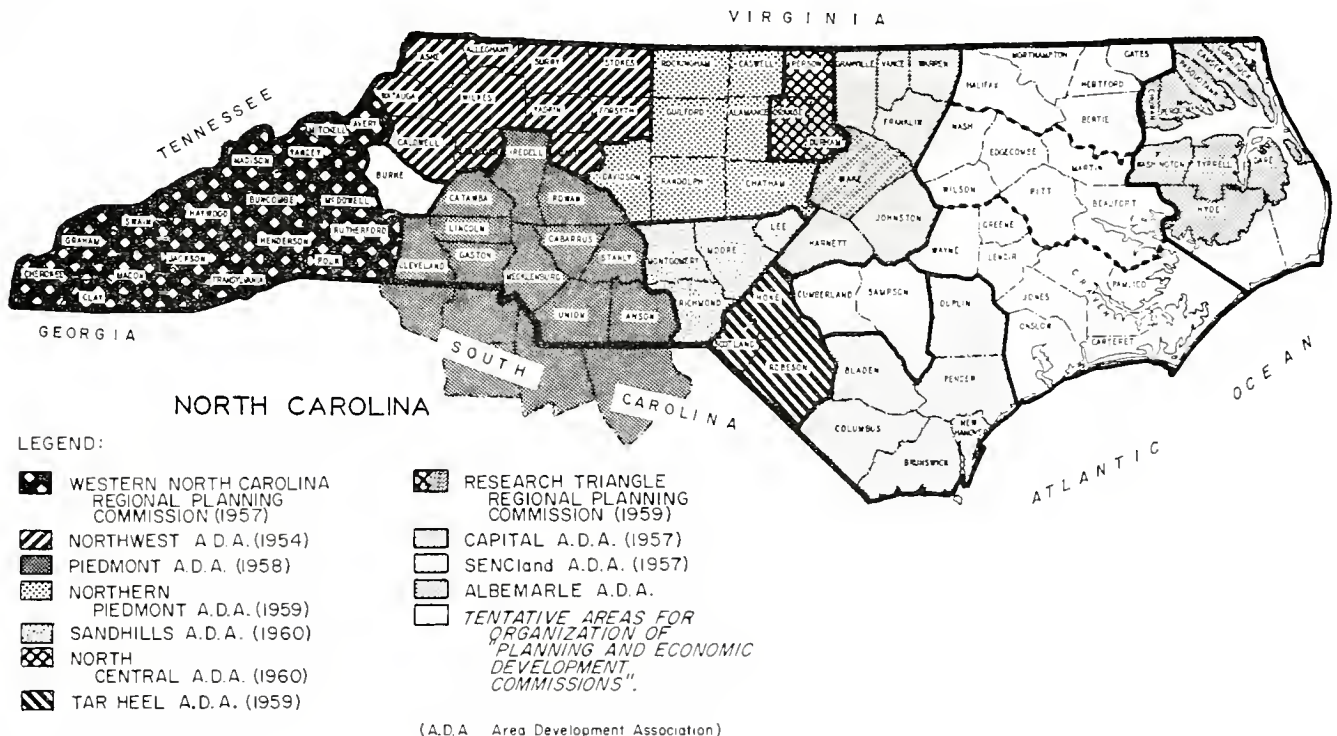 VIRGINIA
TENNESSEE
ASHE
ALLEGHANY
SURRY
STOKES
ROCKINGHAM
CASWELL
PERSON
GRANVILLE
VANCE
WARREN
NORTHAMPTON
GATES
HALIFAX
HERTFORD
WATAUGA
WILKES
YADKIN
FORSYTH
GUILFORD
ALAMANCE
ORANGE
DURHAM
FRANKLIN
NASH
BERTIE
MITCHELL
AVERY
CALDWELL
IREDELL
DAVIDSON
RANDOLPH
CHATHAM
WAKE
EDGECOMBE
MARTIN
WASHINGTON
TYRRELL
DARE
MADISON
YANCEY
BURKE
CATAWBA
ROWAN
WILSON
PITT
BEAUFORT
HYDE
SWAIN
HAYWOOD
BUNCOMBE
McDOWELL
LINCOLN
CABARRUS
LEE
MOORE
JOHNSTON
GREENE
WAYNE
LENOIR
CRAVEN
GRAHAM
JACKSON
HENDERSON
RUTHERFORD
CLEVELAND
GASTON
STANLY
MONTGOMERY
HARNETT
PAMLICO
CHEROKEE
MACON
TRANSYLVANIA
POLK
MECKLENBURG
CLAY
RICHMOND
HOKE
CUMBERLAND
SAMPSON
DUPLIN
JONES
ONSLOW
CARTERET
UNION
ANSON
SCOTLAND
ROBESON
BLADEN
PENDER
COLUMBUS
NEW
HANOVER
BRUNSWICK
GEORGIA
SOUTH
CAROLINA
ATLANTIC
OCEAN
NORTH CAROLINA
LEGEND:
WESTERN NORTH CAROLINA
REGIONAL PLANNING
COMMISSION (1957)
NORTHWEST A.D.A. (1954)
PIEDMONT A.D.A. (1958)
NORTHERN
PIEDMONT A.D.A. (1959)
SANDHILLS A.D.A. (1960)
NORTH
CENTRAL A.D.A. (1960)
TAR HEEL A.D.A. (1959)
RESEARCH TRIANGLE
REGIONAL PLANNING
COMMISSION (1959)
CAPITAL A.D.A. (1957)
SENCland A.D.A. (1957)
ALBEMARLE A.D.A.
TENTATIVE AREAS FOR
ORGANIZATION OF
"PLANNING AND ECONOMIC
DEVELOPMENT
COMMISSIONS".
(A.D.A Area Development Association)